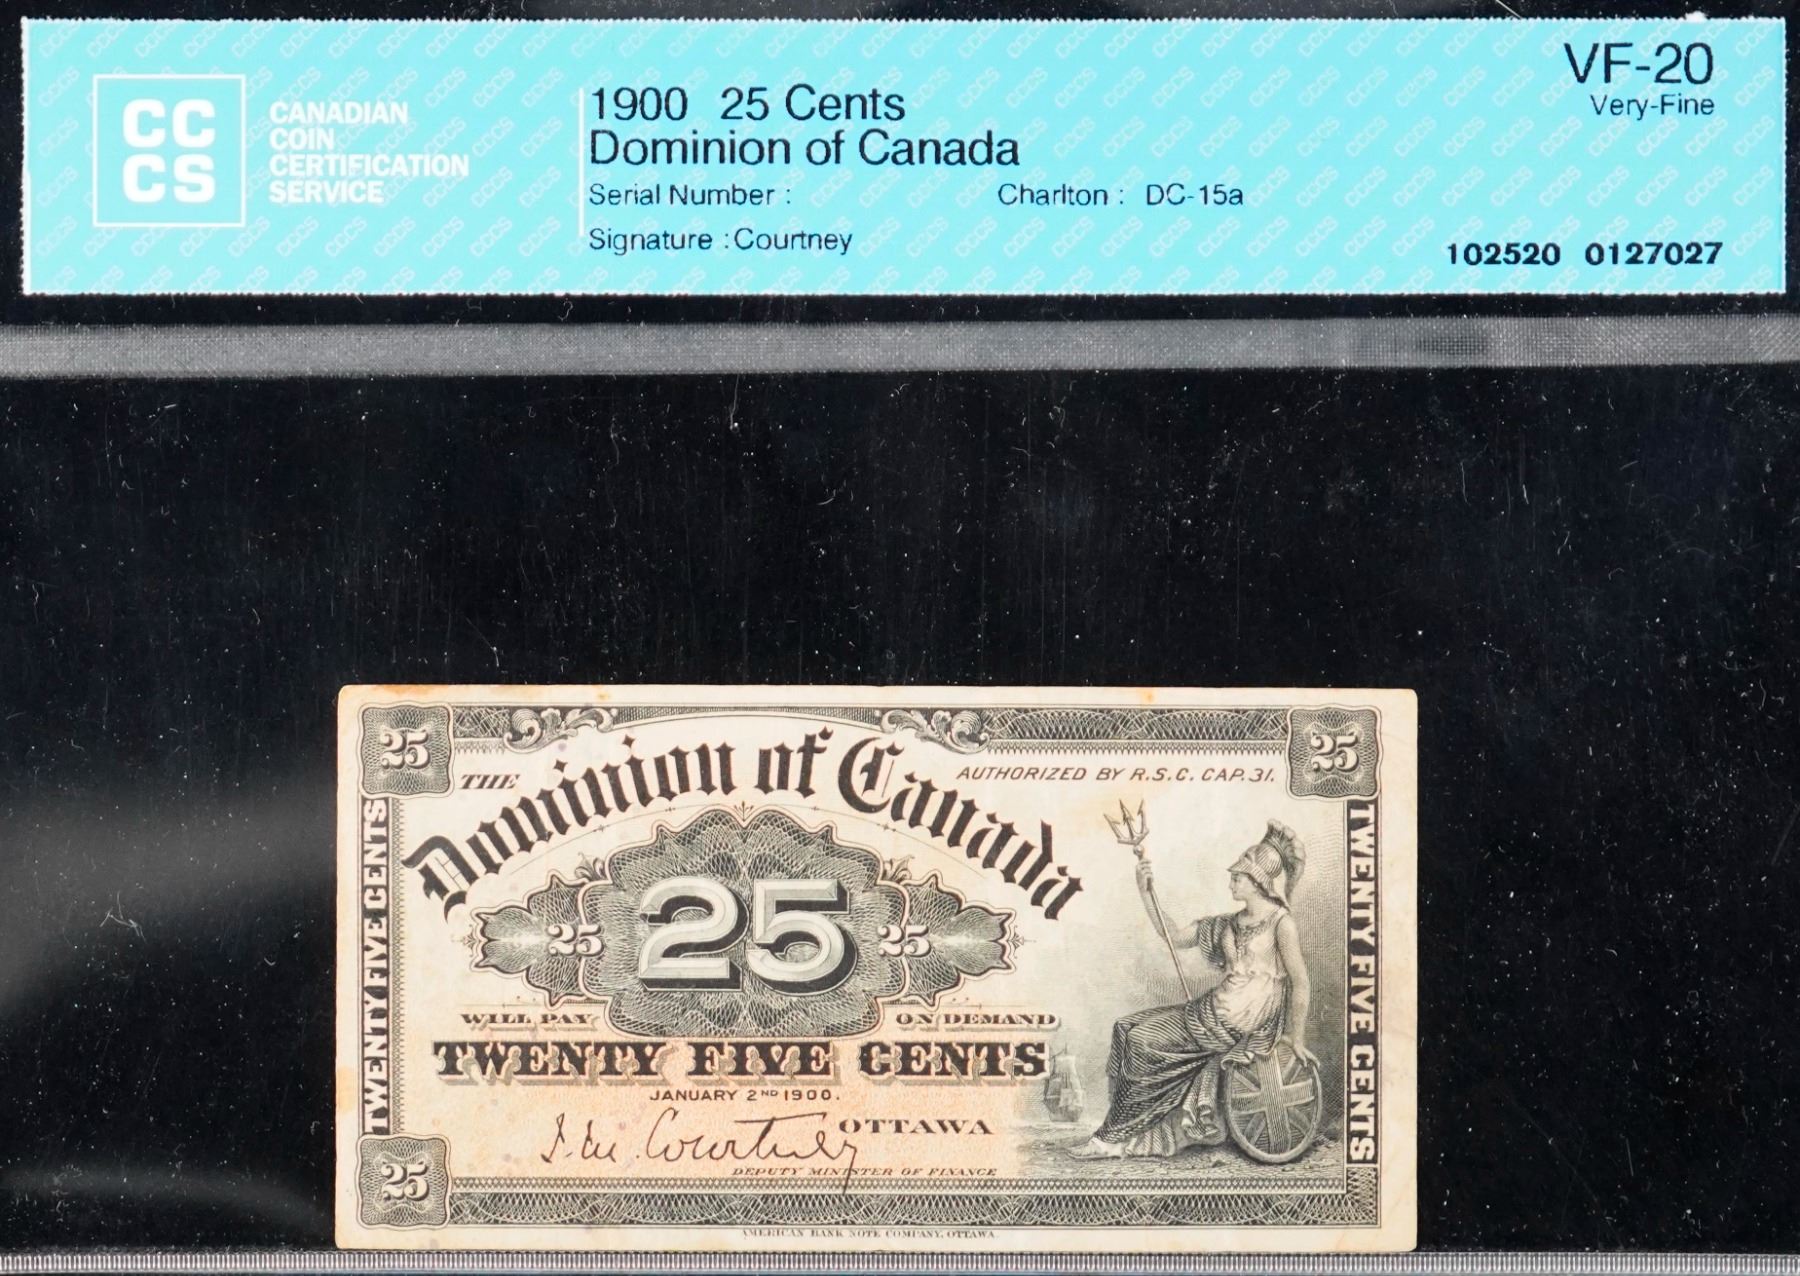 CC
CS
CANADIAN
COIN
CERTIFICATION
SERVICE
1900 25 Cents
Dominion of Canada
Serial Number :
Charlton : DC-15a
Signature :Courtney
VF-20
Very-Fine
102520 0127027
25
25
THE
Dominion of Canada
AUTHORIZED BY R.S.C. CAP. 31.
TWENTY FIVE CENTS
TWENTY FIVE CENTS
25
25
25
WILL PAY
ON DEMAND
TWENTY FIVE CENTS
JANUARY 2ND 1900.
J. M. Courtney
OTTAWA
DEPUTY MINISTER OF FINANCE
25
AMERICAN BANK NOTE COMPANY, OTTAWA.